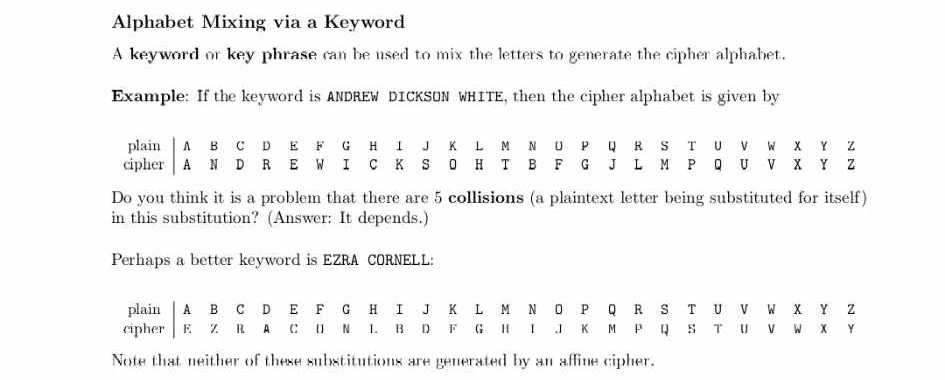 Alphabet Mixing via a Keyword
A keyword or key phrase can be used to mix the letters to generate the cipher alphabet.
Example: If the keyword is ANDREW DICKSON WHITE, then the cipher alphabet is given by
plain A B C D E F G H I J K L M N O P Q R S T U V W X Y Z
cipher A N D R E W I C K S O H T B F G J L M P Q U V X Y Z
Do you think it is a problem that there are 5 collisions (a plaintext letter being substituted for itself)
in this substitution? (Answer: It depends.)
Perhaps a better keyword is EZRA CORNELL:
plain A B C D E F G H I J K L M N O P Q R S T U V W X Y Z
cipher E Z R A C O N L B D F G H I J K M P Q S T U V W X Y
Note that neither of these substitutions are generated by an affine cipher.